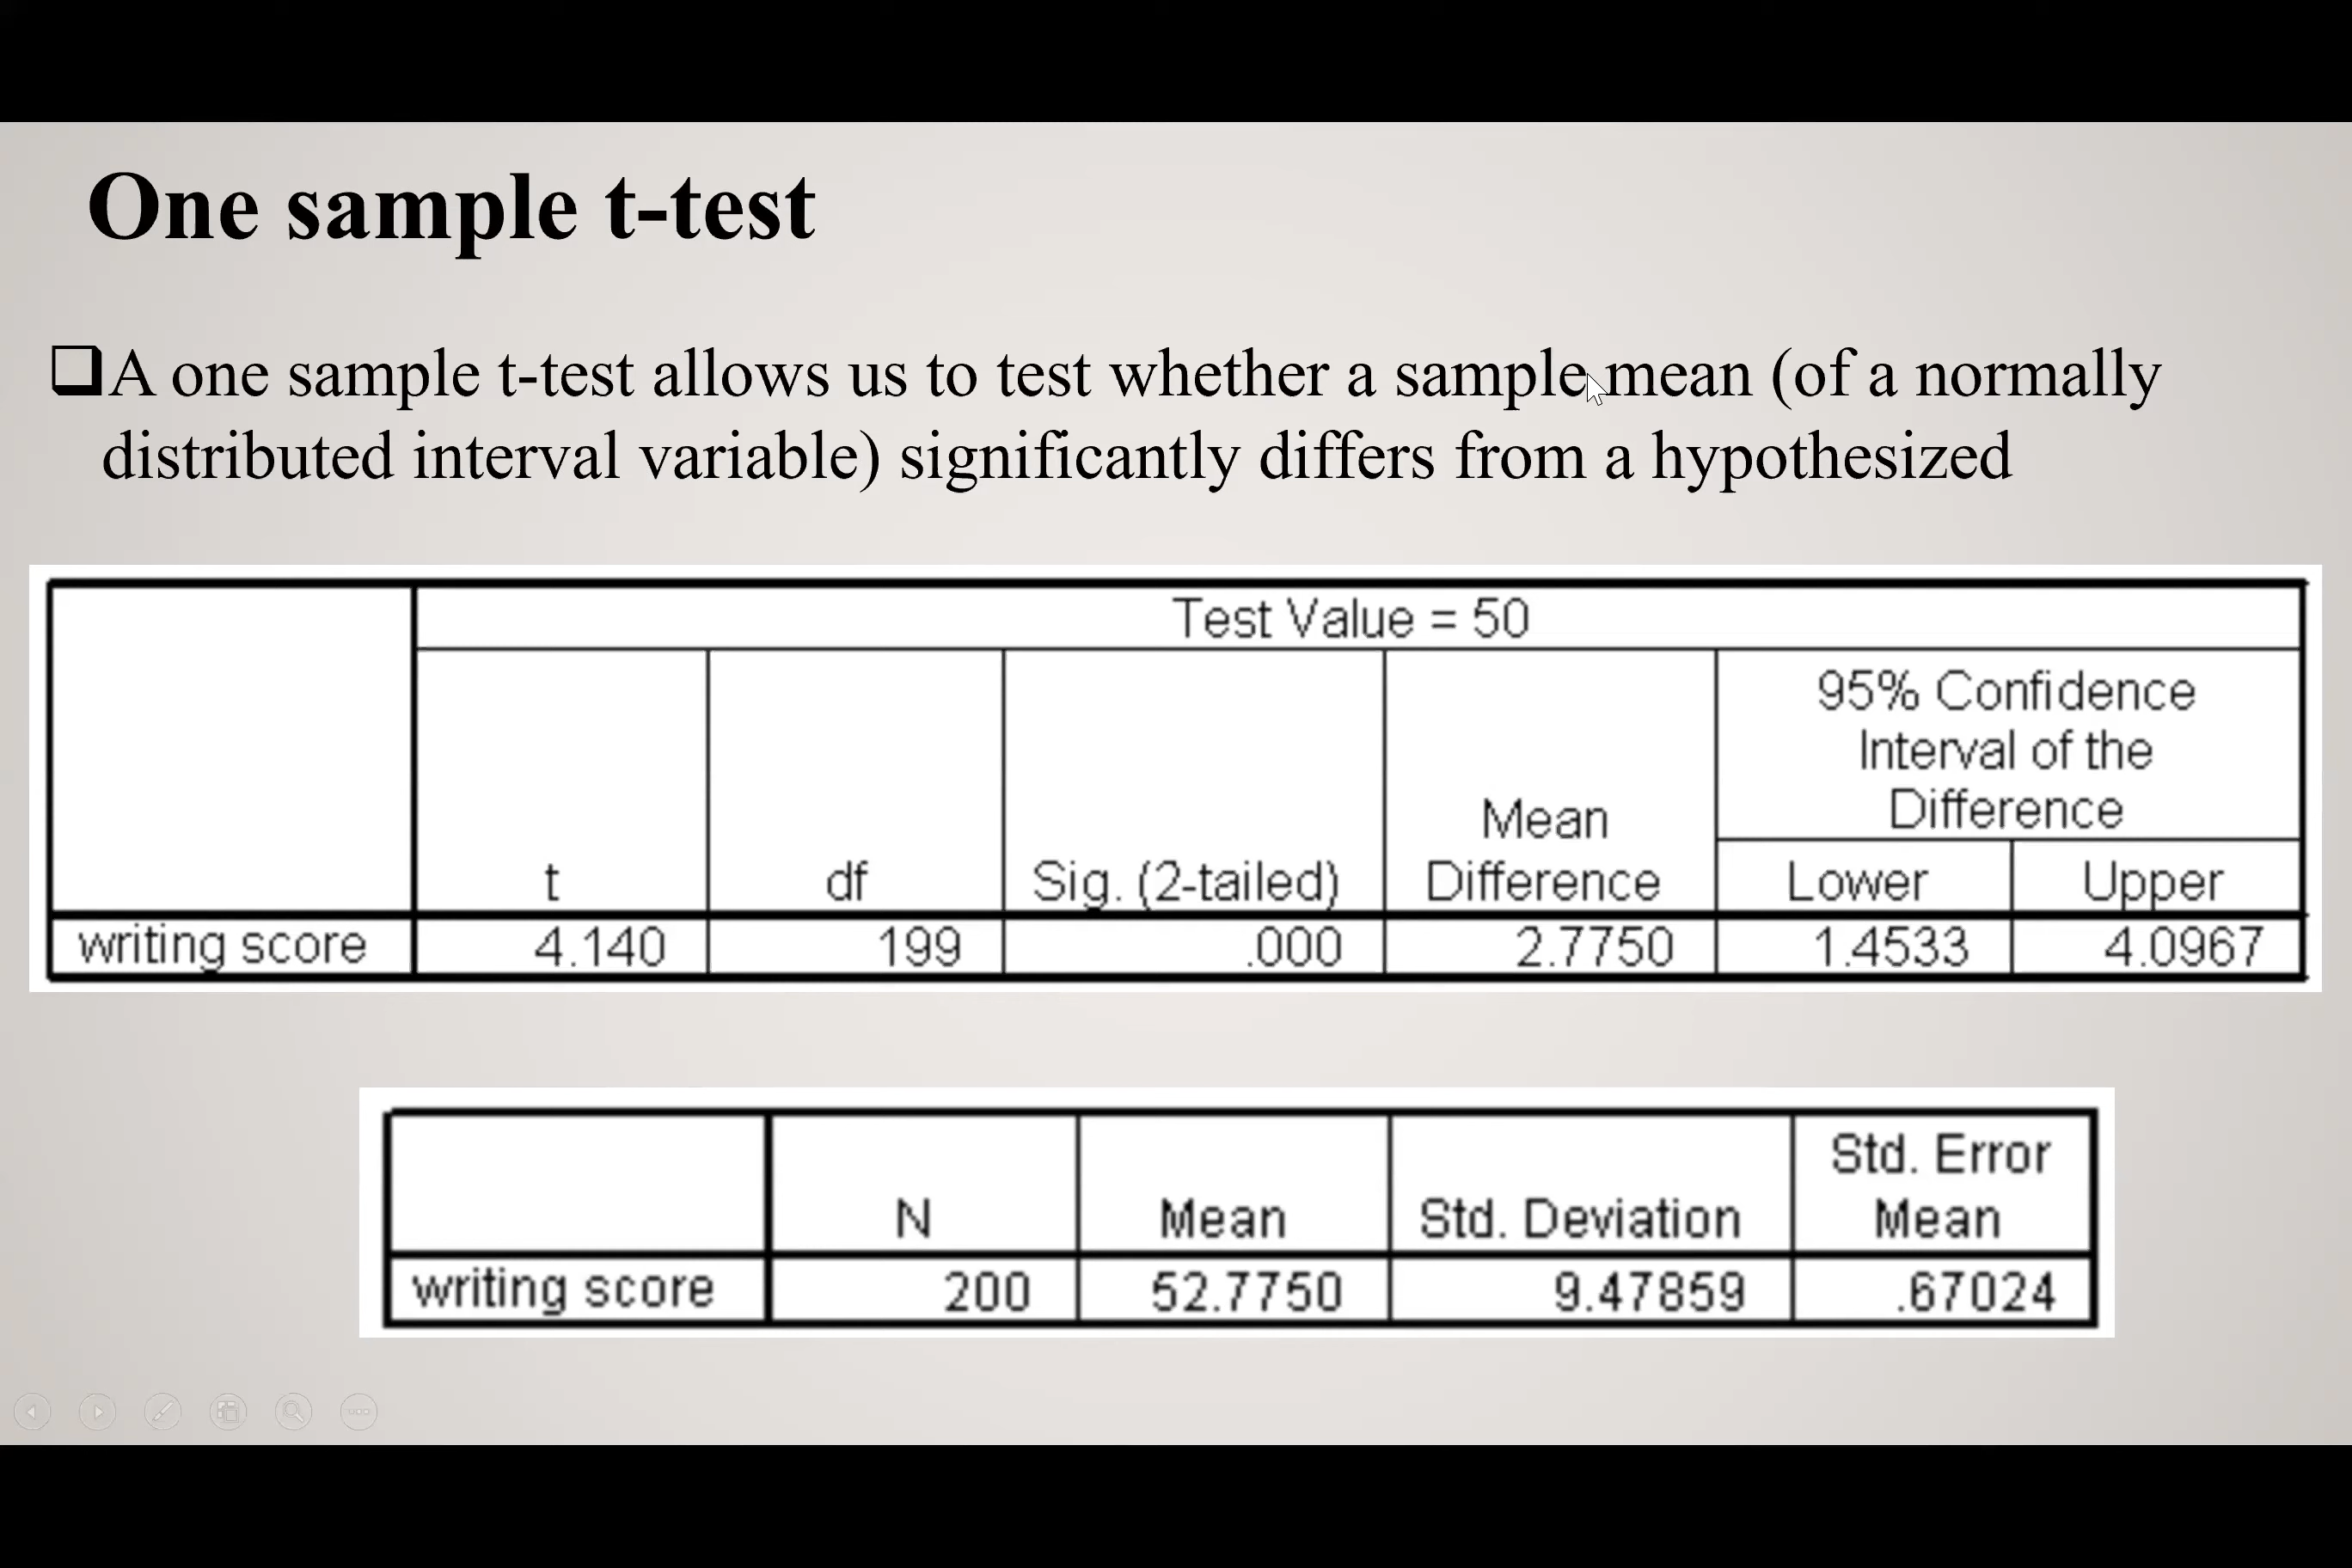 One sample t-test
A one sample t-test allows us to test whether a sample mean (of a normally
distributed interval variable) significantly differs from a hypothesized
Test Value = 50
t df Sig. (2-tailed) Mean Difference 95% Confidence Interval of the Difference Lower Upper
writing score 4.140 199 .000 2.7750 1.4533 4.0967
N Mean Std. Deviation Std. Error Mean
writing score 200 52.7750 9.47859 .67024